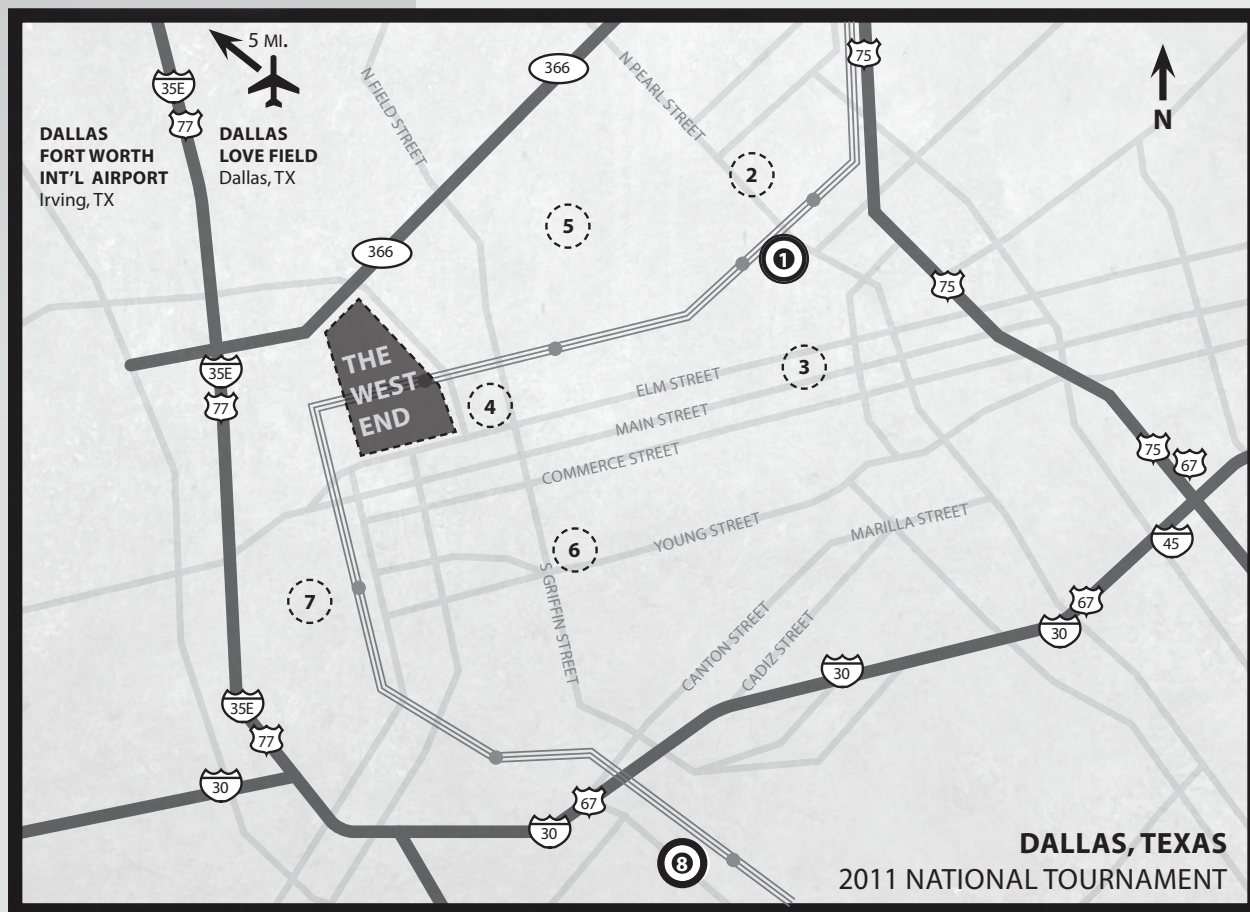 5 MI.
35E
77
DALLAS
FORT WORTH
INT'L AIRPORT
Irving, TX
DALLAS
LOVE FIELD
Dallas, TX
N FIELD STREET
366
N PEARL STREET
75
N
2
5
366
1
75
35E
77
THE
WEST
END
4
3
ELM STREET
MAIN STREET
COMMERCE STREET
75
67
6
YOUNG STREET
MARILLA STREET
45
7
S GRIFFIN STREET
67
30
CANTON STREET
CADIZ STREET
30
35E
77
30
67
30
8
DALLAS, TEXAS
2011 NATIONAL TOURNAMENT